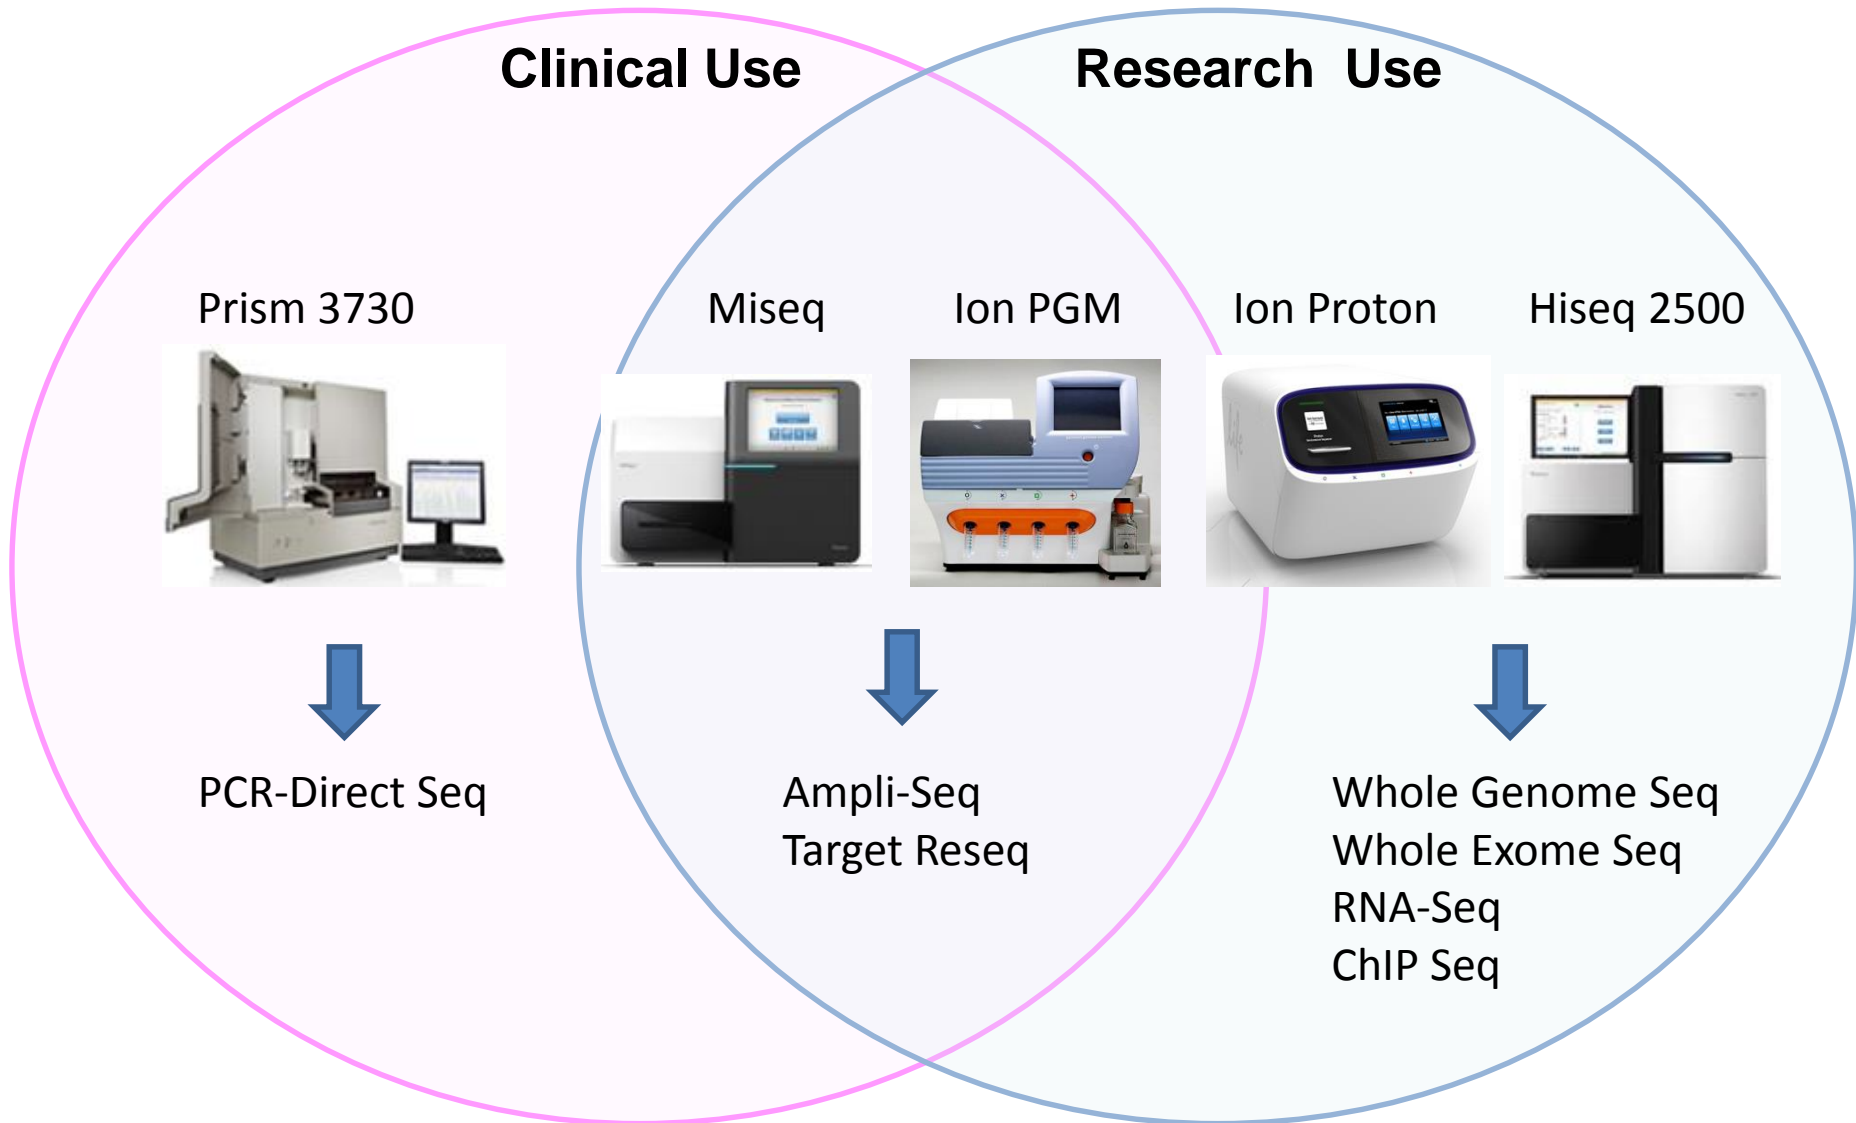 Clinical Use
Research Use
Prism 3730
Miseq
Ion PGM
Ion Proton
Hiseq 2500
PCR-Direct Seq
Ampli-Seq
Target Reseq
Whole Genome Seq
Whole Exome Seq
RNA-Seq
ChIP Seq